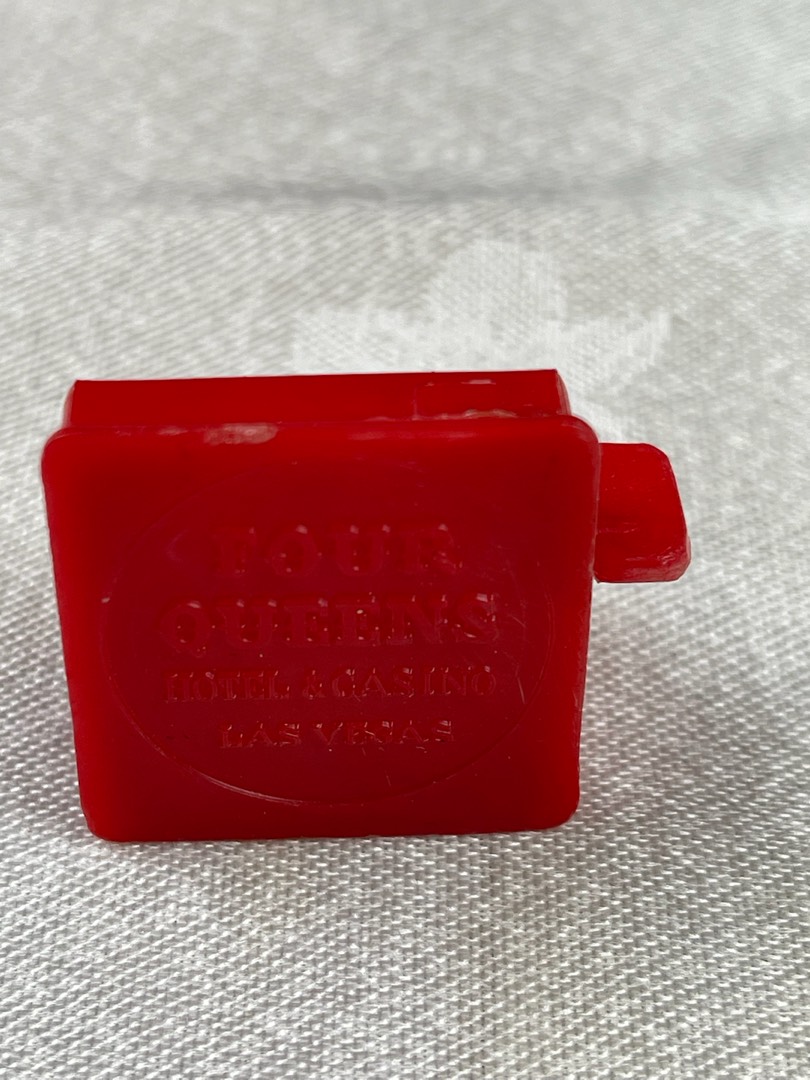 FOUR
QUEENS
HOTEL & CASINO
LAS VEGAS